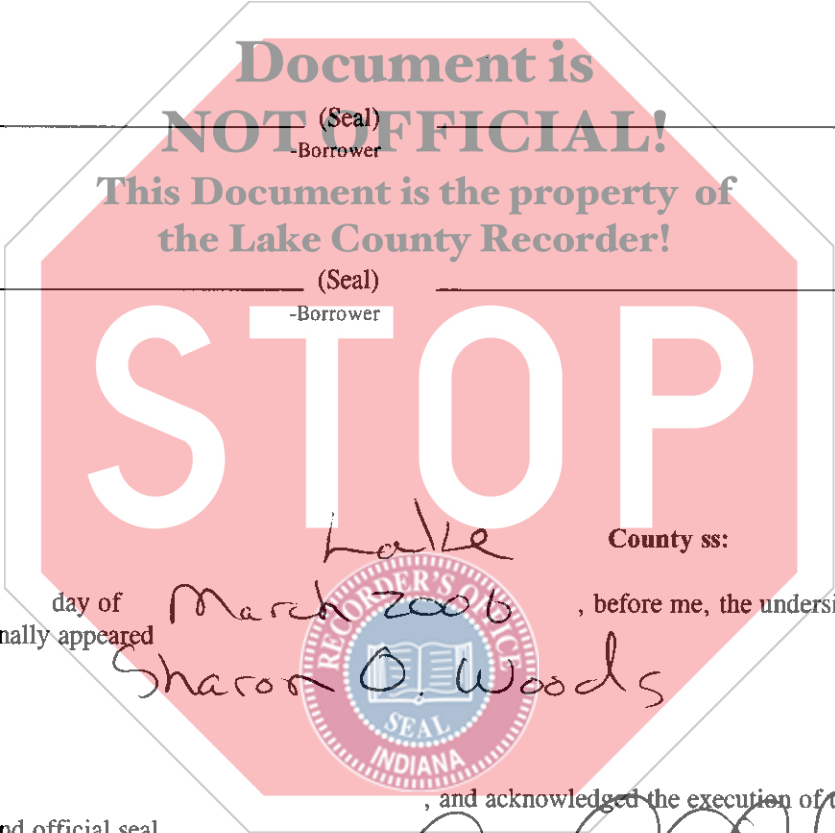 Document is
(Seal)
NOT OFFICIAL!
-Borrower
This Document is the property of
the Lake County Recorder!
(Seal)
-Borrower
STOP
Lake County ss:
day of March 2006 , before me, the undersi
nally appeared
Sharon O. Woods
RECORDER'S OFFICE
SEAL
INDIANA
, and acknowledged the execution of
nd official seal